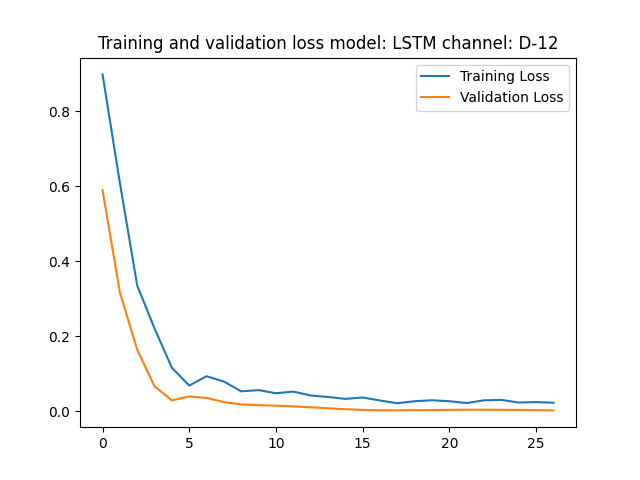 Training and validation loss model: LSTM channel: D-12
Training Loss
Validation Loss
0.8
0.6
0.4
0.2
0.0
0 5 10 15 20 25